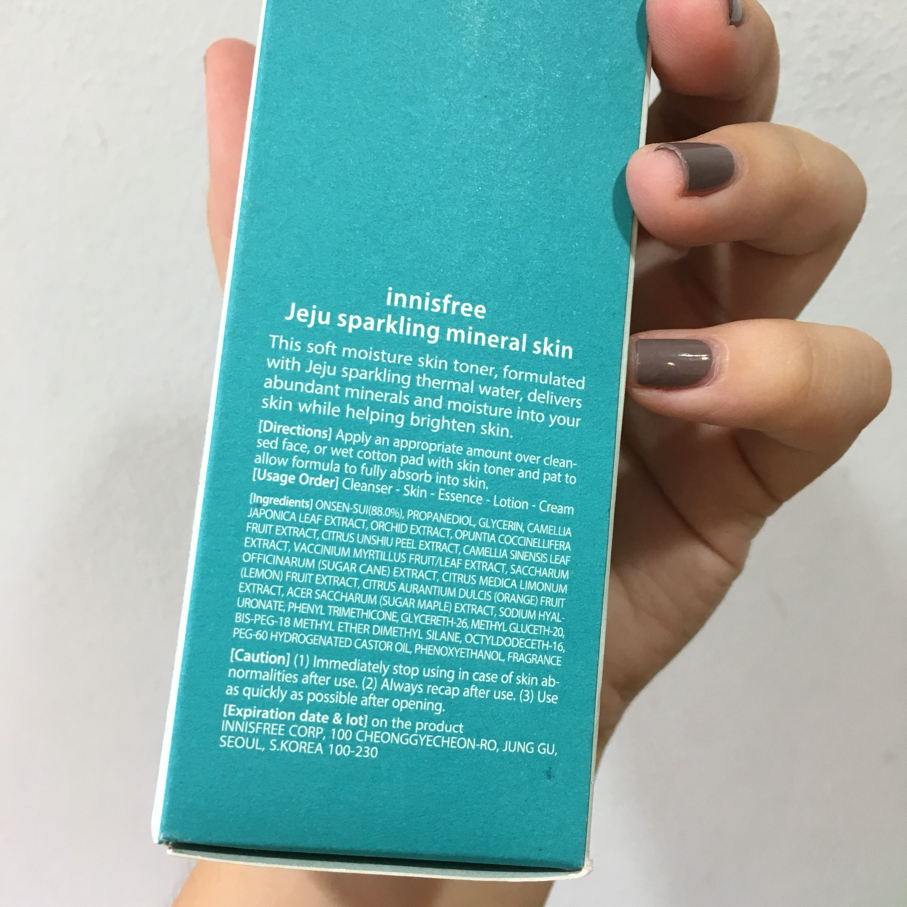 innisfree
Jeju sparkling mineral skin
This soft moisture skin toner, formulated
with Jeju sparkling thermal water, delivers
abundant minerals and moisture into your
skin while helping brighten skin.
[Directions] Apply an appropriate amount over clean-
sed face, or wet cotton pad with skin toner and pat to
allow formula to fully absorb into skin.
[Usage Order] Cleanser - Skin - Essence - Lotion - Cream
[Ingredients] ONSEN-SUI(88.0%), PROPANEDIOL, GLYCERIN, CAMELLIA
JAPONICA LEAF EXTRACT, ORCHID EXTRACT, OPUNTIA COCCINELLIFERA
FRUIT EXTRACT, CITRUS UNSHIU PEEL EXTRACT, CAMELLIA SINENSIS LEAF
EXTRACT, VACCINIUM MYRTILLUS FRUIT/LEAF EXTRACT, SACCHARUM
OFFICINARUM (SUGAR CANE) EXTRACT, CITRUS MEDICA LIMONUM
(LEMON) FRUIT EXTRACT, CITRUS AURANTIUM DULCIS (ORANGE) FRUIT
EXTRACT, ACER SACCHARUM (SUGAR MAPLE) EXTRACT, SODIUM HYAL-
URONATE, PHENYL TRIMETHICONE, GLYCERETH-26, METHYL GLUCETH-20,
BIS-PEG-18 METHYL ETHER DIMETHYL SILANE, OCTYLDODECETH-16,
PEG-60 HYDROGENATED CASTOR OIL, PHENOXYETHANOL, FRAGRANCE
[Caution] (1) Immediately stop using in case of skin ab-
normalities after use. (2) Always recap after use. (3) Use
as quickly as possible after opening.
[Expiration date & lot] on the product
INNISFREE CORP, 100 CHEONGGYECHEON-RO, JUNG GU,
SEOUL, S.KOREA 100-230